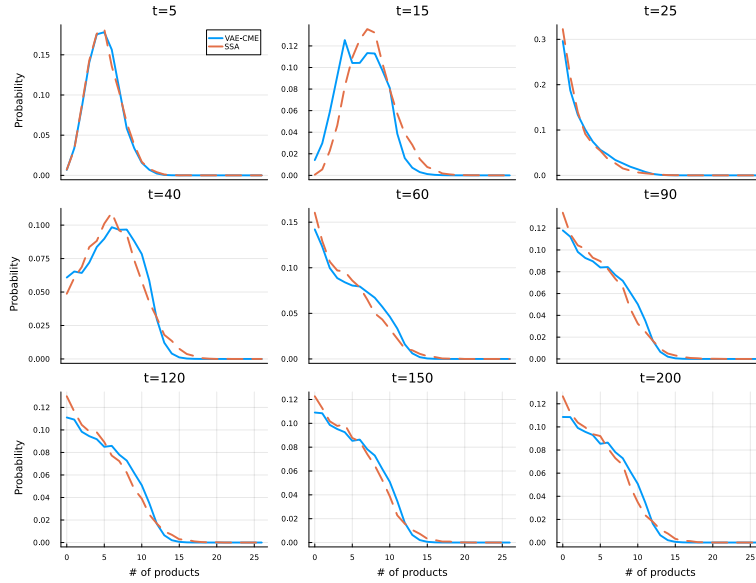 t=5
t=15
t=25
Probability
0.15
0.10
0.05
0.00
VAE-CME
SSA
0.12
0.10
0.08
0.06
0.04
0.02
0.00
0.3
0.2
0.1
0.0
t=40
t=60
t=90
Probability
0.100
0.075
0.050
0.025
0.000
0.15
0.10
0.05
0.00
0.12
0.10
0.08
0.06
0.04
0.02
0.00
t=120
t=150
t=200
Probability
0.12
0.10
0.08
0.06
0.04
0.02
0.00
0 5 10 15 20 25
# of products
0.12
0.10
0.08
0.06
0.04
0.02
0.00
0 5 10 15 20 25
# of products
0.12
0.10
0.08
0.06
0.04
0.02
0.00
0 5 10 15 20 25
# of products